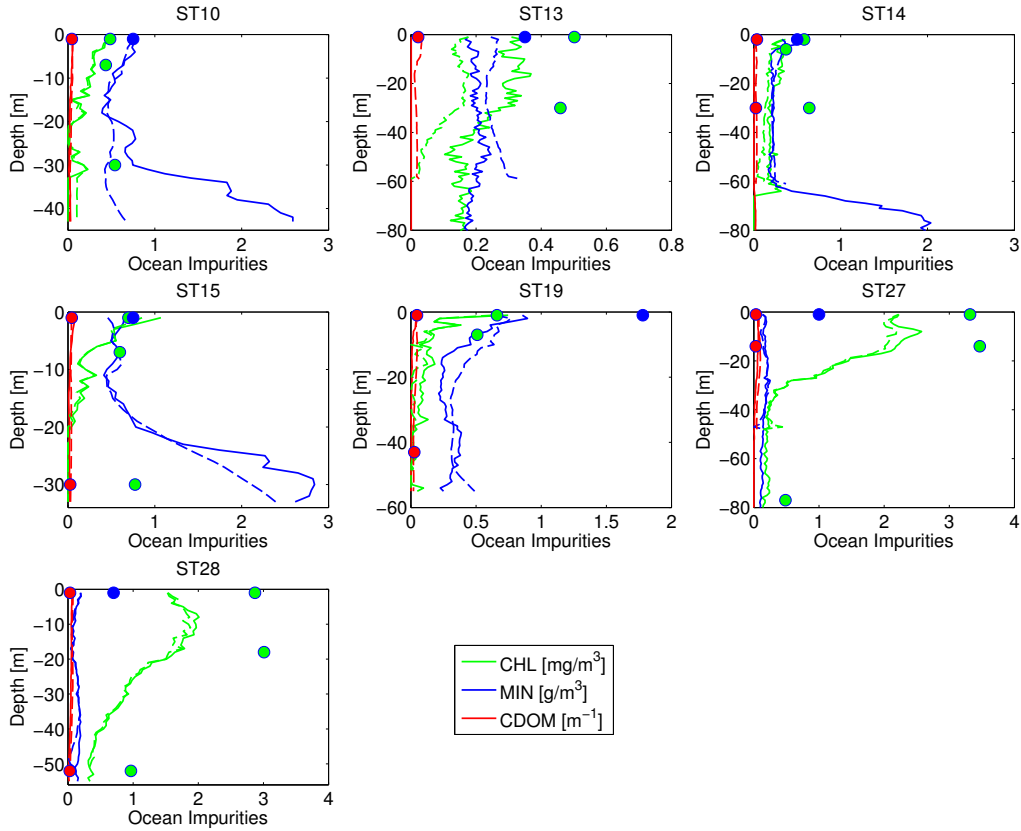 ST10
0
−10
−20
−30
−40
Depth [m]
0 1 2 3
Ocean Impurities
ST13
0
−20
−40
−60
−80
Depth [m]
0 0.2 0.4 0.6 0.8
Ocean Impurities
ST14
0
−20
−40
−60
−80
Depth [m]
0 1 2 3
Ocean Impurities
ST15
0
−10
−20
−30
Depth [m]
0 1 2 3
Ocean Impurities
ST19
0
−20
−40
−60
Depth [m]
0 0.5 1 1.5 2
Ocean Impurities
ST27
0
−20
−40
−60
−80
Depth [m]
0 1 2 3 4
Ocean Impurities
ST28
0
−10
−20
−30
−40
−50
Depth [m]
0 1 2 3 4
Ocean Impurities
CHL [mg/m³]
MIN [g/m³]
CDOM [m⁻¹]